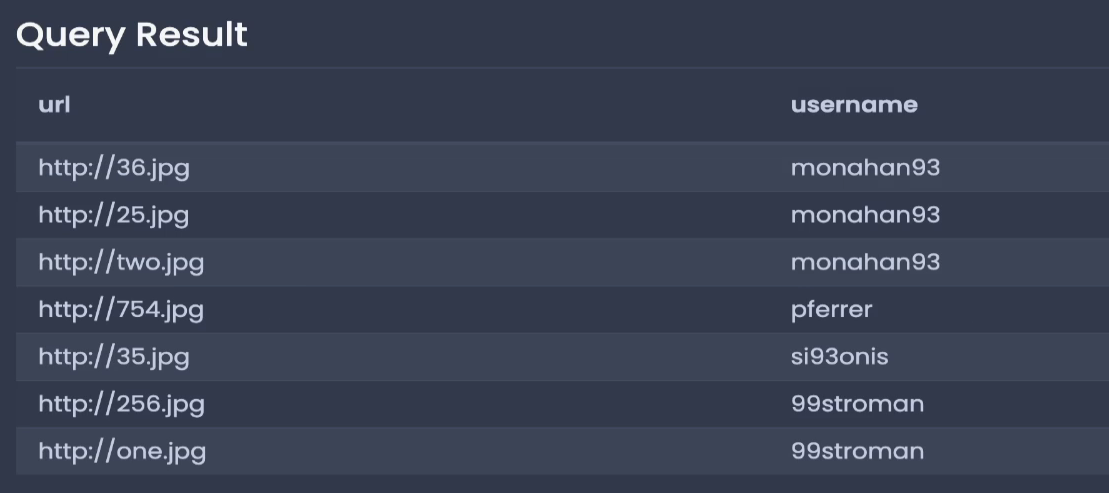 Query Result
url username
http://36.jpg monahan93
http://25.jpg monahan93
http://two.jpg monahan93
http://754.jpg pferrer
http://35.jpg si93onis
http://256.jpg 99stroman
http://one.jpg 99stroman